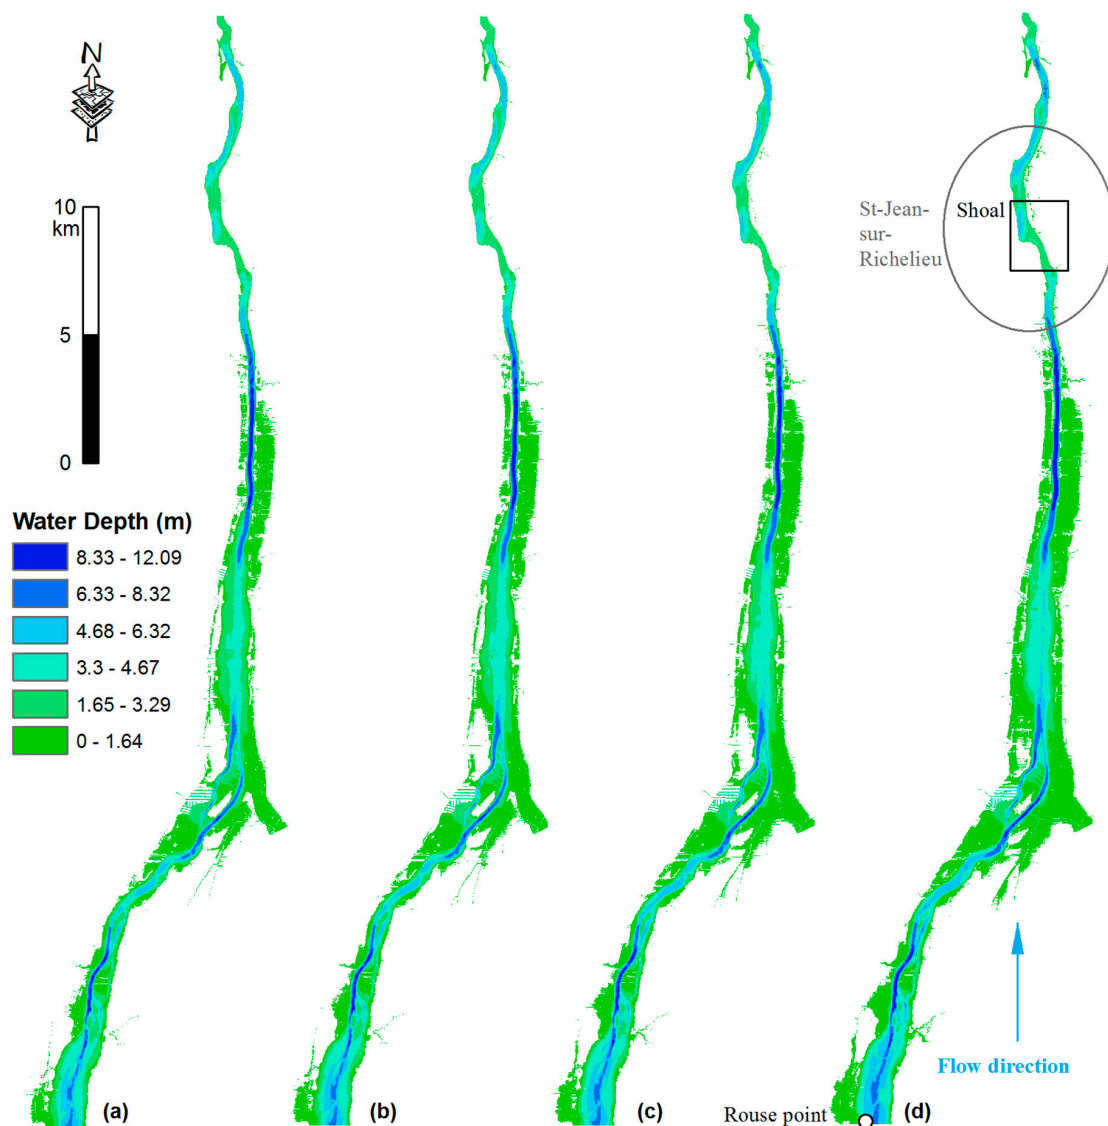 N
10
km
5
0
Water Depth (m)
8.33 - 12.09
6.33 - 8.32
4.68 - 6.32
3.3 - 4.67
1.65 - 3.29
0 - 1.64
St-Jean-
sur-
Richelieu
Shoal
Flow direction
Rouse point
(a)
(b)
(c)
(d)